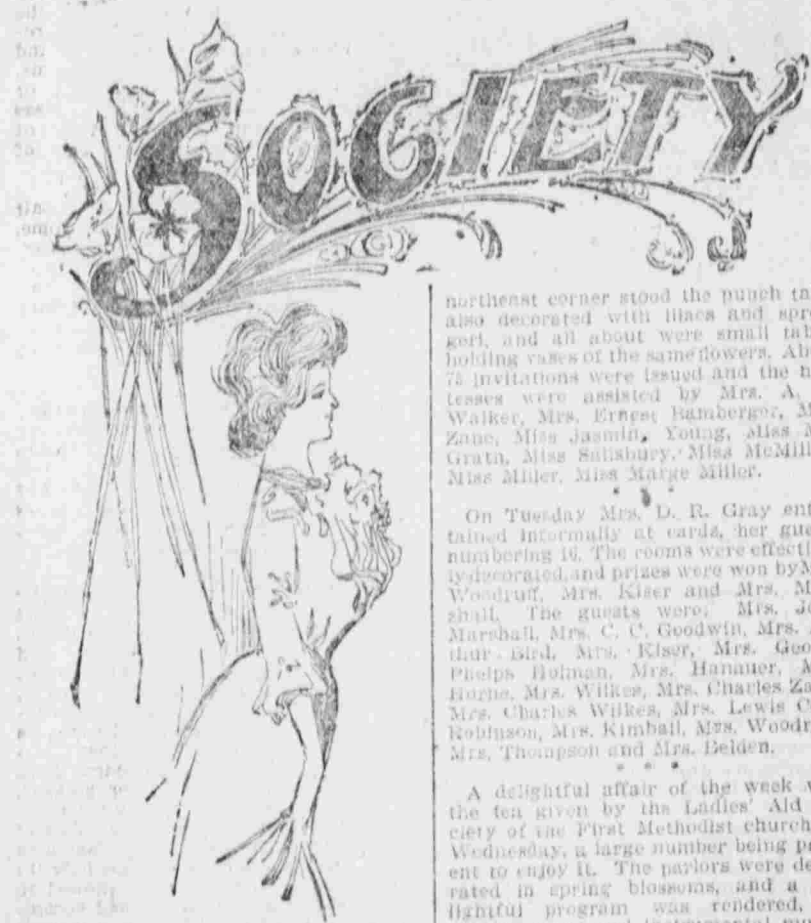 SOCIETY
northeast corner stood the punch ta
also decorated with lilacs and spre
geri, and all about were small tab
holding vases of the same flowers. Ab
75 invitations were issued and the h
tesses were assisted by Mrs. A.
Walker, Mrs. Ernest Bamberger, M
Zane, Miss Jasmin, Young, Miss M
Grath, Miss Salisbury, Miss McMill
Miss Miller, Miss Marge Miller.
On Tuesday Mrs. D. R. Gray ent
tained informally at cards, her gue
numbering 16. The rooms were effecti
ly decorated, and prizes were won by M
Woodruff, Mrs. Kiser and Mrs. M
shall. The guests were: Mrs. Jo
Marshall, Mrs. C. C. Goodwin, Mrs.
thur Bird, Mrs. Kiser, Mrs. Geo
Phelps Holman, Mrs. Hanauer, M
Horne, Mrs. Wilkes, Mrs. Charles Za
Mrs. Charles Wilkes, Mrs. Lewis C
Robinson, Mrs. Kimball, Mrs. Woodr
Mrs. Thompson and Mrs. Belden.
* * *
A delightful affair of the week w
the tea given by the Ladies' Aid
ciety of the First Methodist church
Wednesday, a large number being p
ent to enjoy it. The parlors were de
rated in spring blossoms, and a
lightful program was rendered,